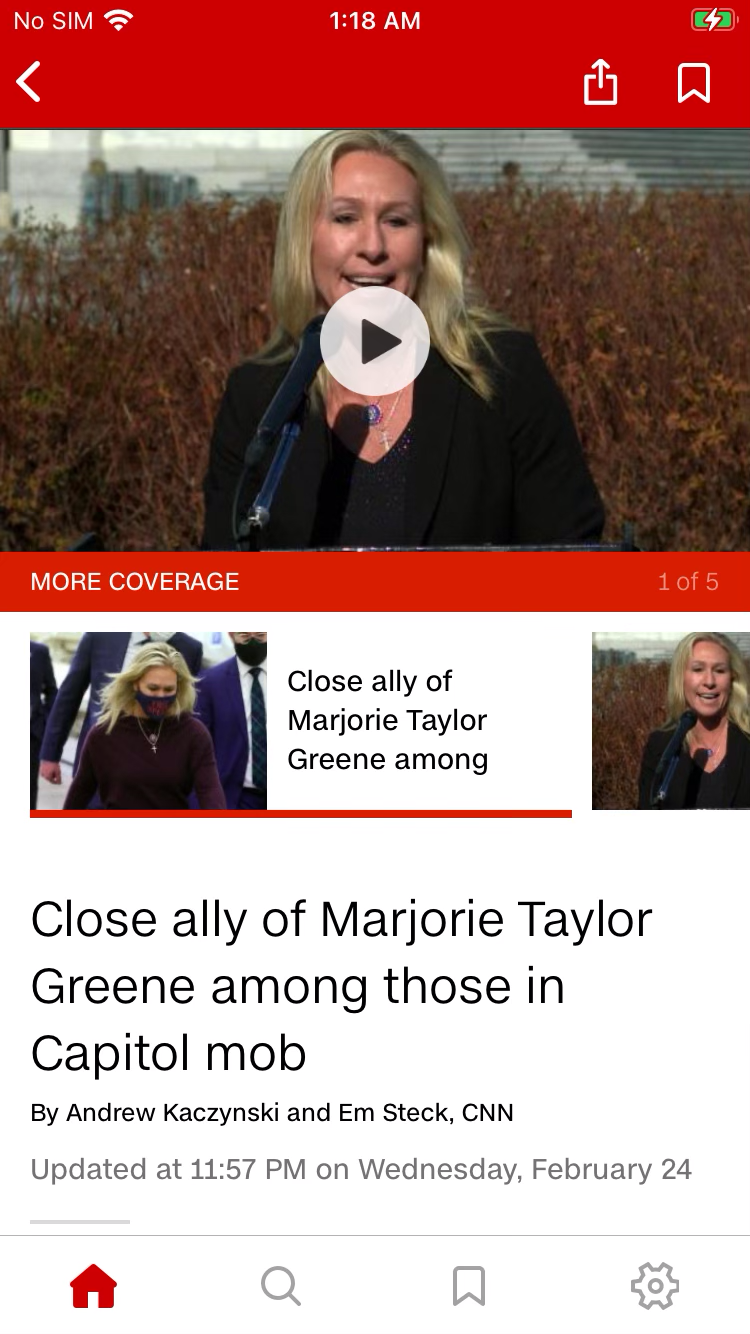 No SIM 1:18 AM
MORE COVERAGE 1 of 5
Close ally of
Marjorie Taylor
Greene among
Close ally of Marjorie Taylor
Greene among those in
Capitol mob
By Andrew Kaczynski and Em Steck, CNN
Updated at 11:57 PM on Wednesday, February 24